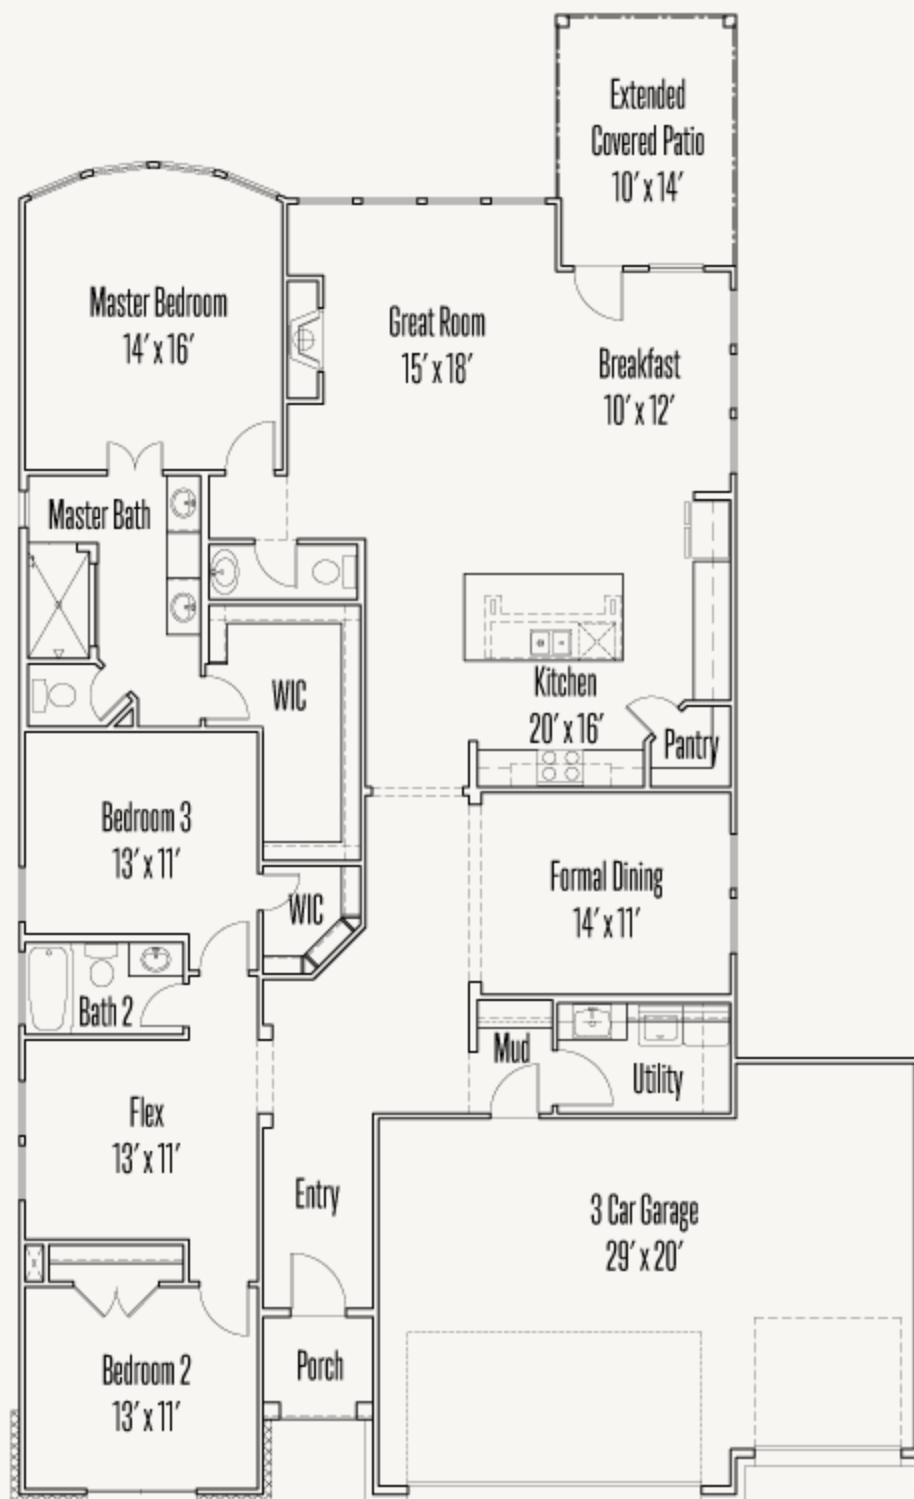 Extended
Covered Patio
10′ x 14′
Master Bedroom
14′ x 16′
Great Room
15′ x 18′
Breakfast
10′ x 12′
Master Bath
WIC
Kitchen
20′ x 16′
Pantry
Bedroom 3
13′ x 11′
WIC
Formal Dining
14′ x 11′
Bath 2
Mud
Utility
Flex
13′ x 11′
Entry
3 Car Garage
29′ x 20′
Porch
Bedroom 2
13′ x 11′